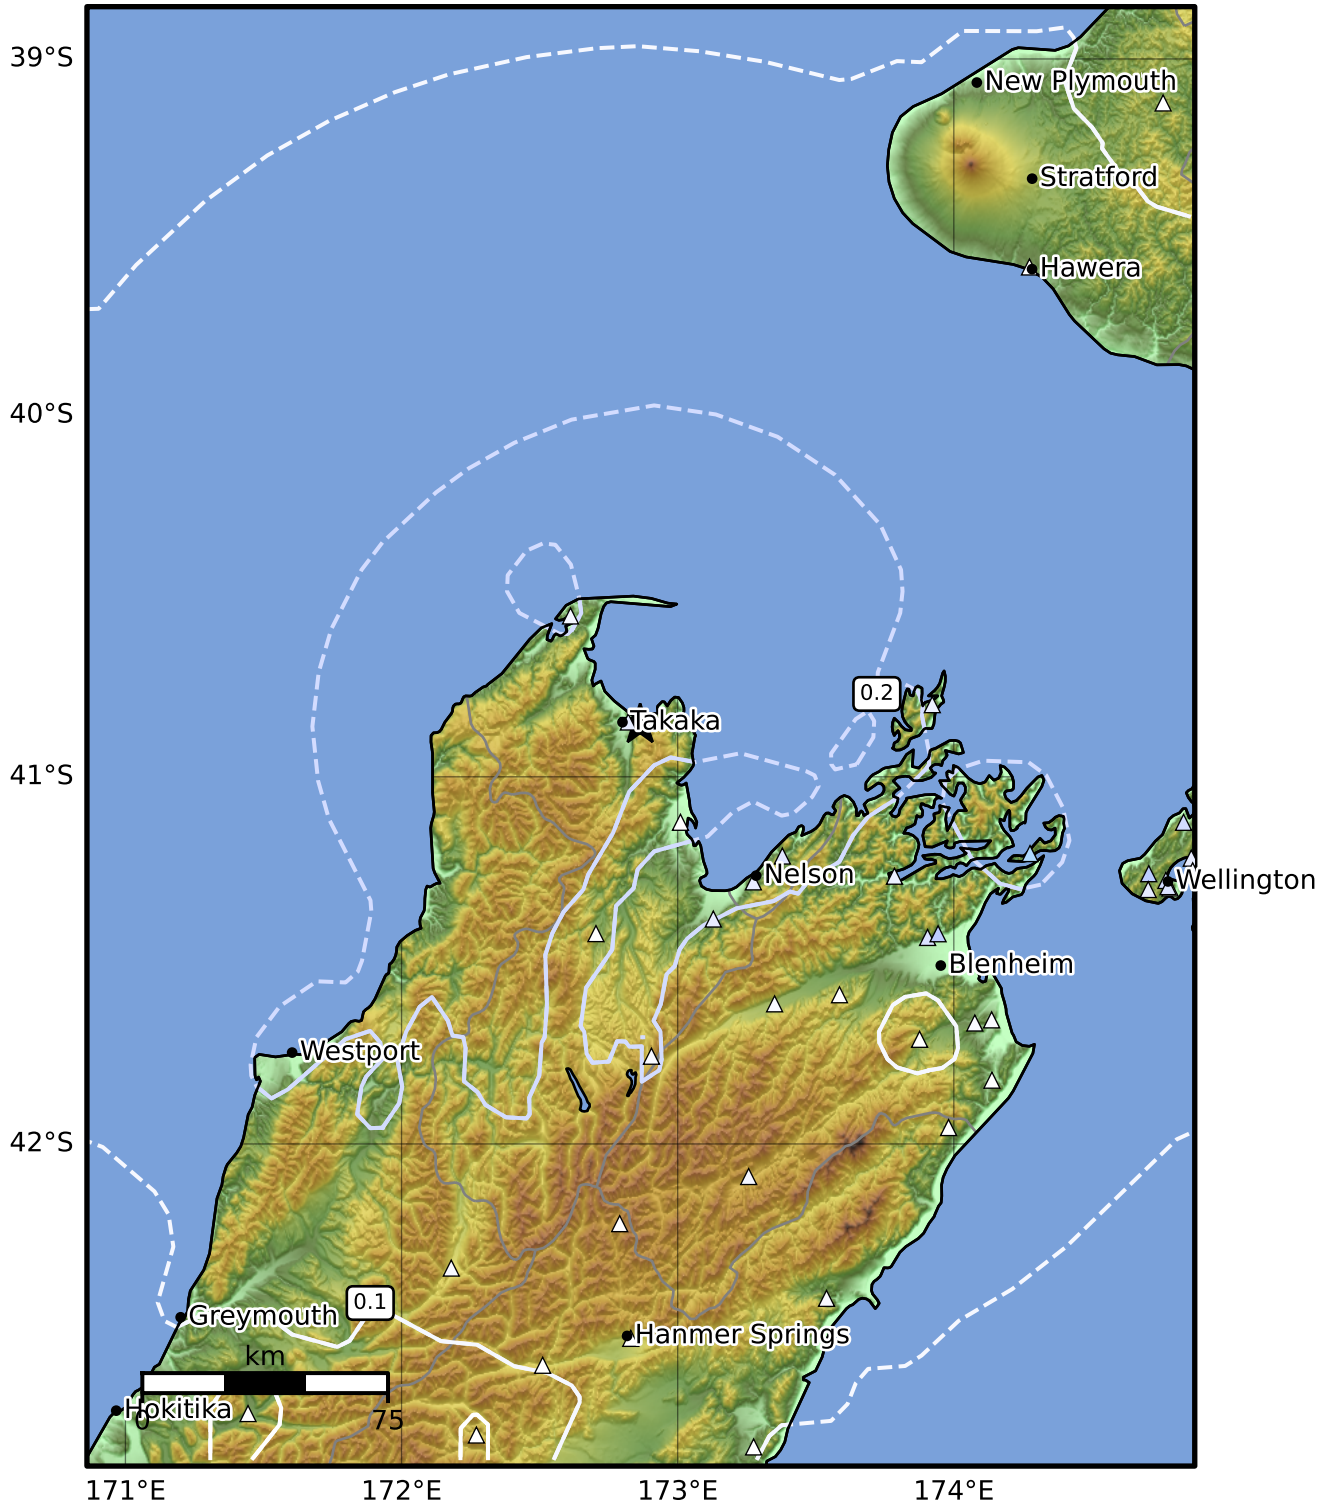 39°S
New Plymouth
Stratford
Hawera
40°S
0.2
Takaka
41°S
Nelson
Wellington
Blenheim
Westport
42°S
0.1
Greymouth
Hanmer Springs
km
Hokitika
0 75
171°E 172°E 173°E 174°E